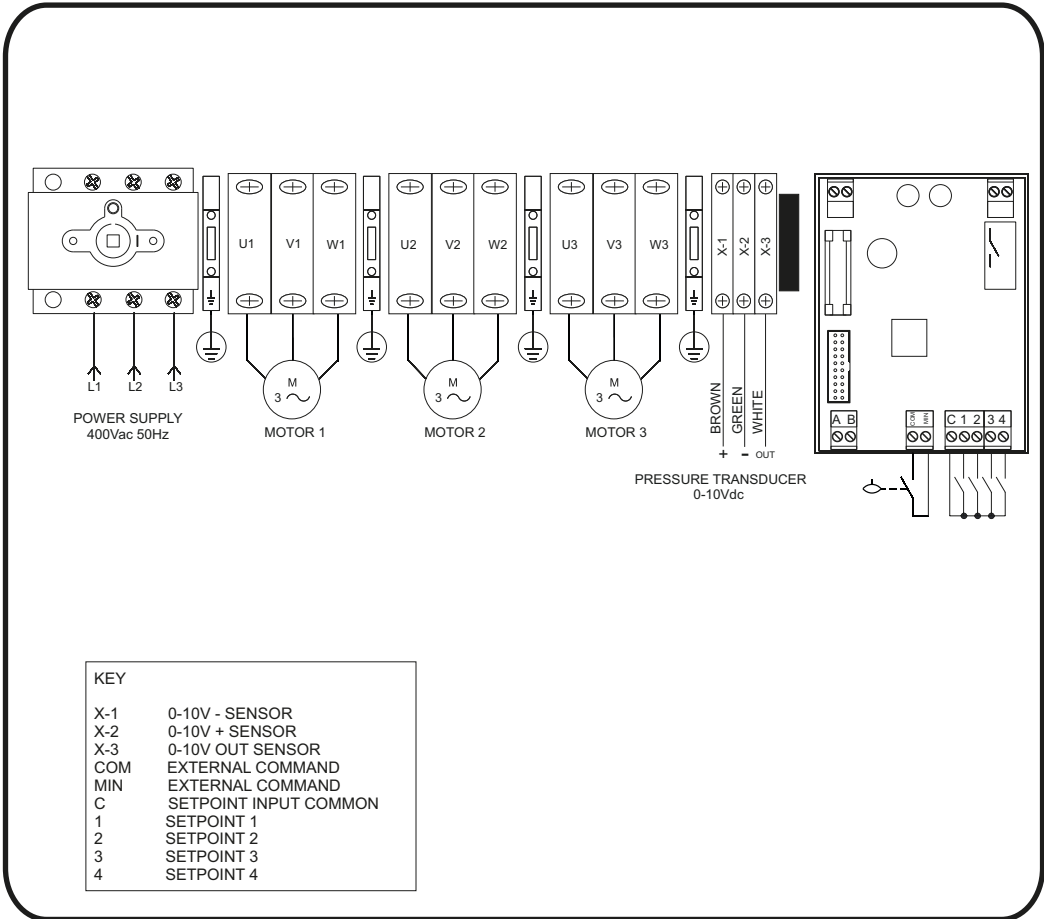 U1 V1 W1 U2 V2 W2 U3 V3 W3 X-1 X-2 X-3
I
L1 L2 L3
POWER SUPPLY
400Vac 50Hz
M
3
MOTOR 1
M
3
MOTOR 2
M
3
MOTOR 3
BROWN
GREEN
WHITE
+ - OUT
PRESSURE TRANSDUCER
0-10Vdc
A B
COM MIN
C 1 2 3 4
KEY
X-1 0-10V - SENSOR
X-2 0-10V + SENSOR
X-3 0-10V OUT SENSOR
COM EXTERNAL COMMAND
MIN EXTERNAL COMMAND
C SETPOINT INPUT COMMON
1 SETPOINT 1
2 SETPOINT 2
3 SETPOINT 3
4 SETPOINT 4